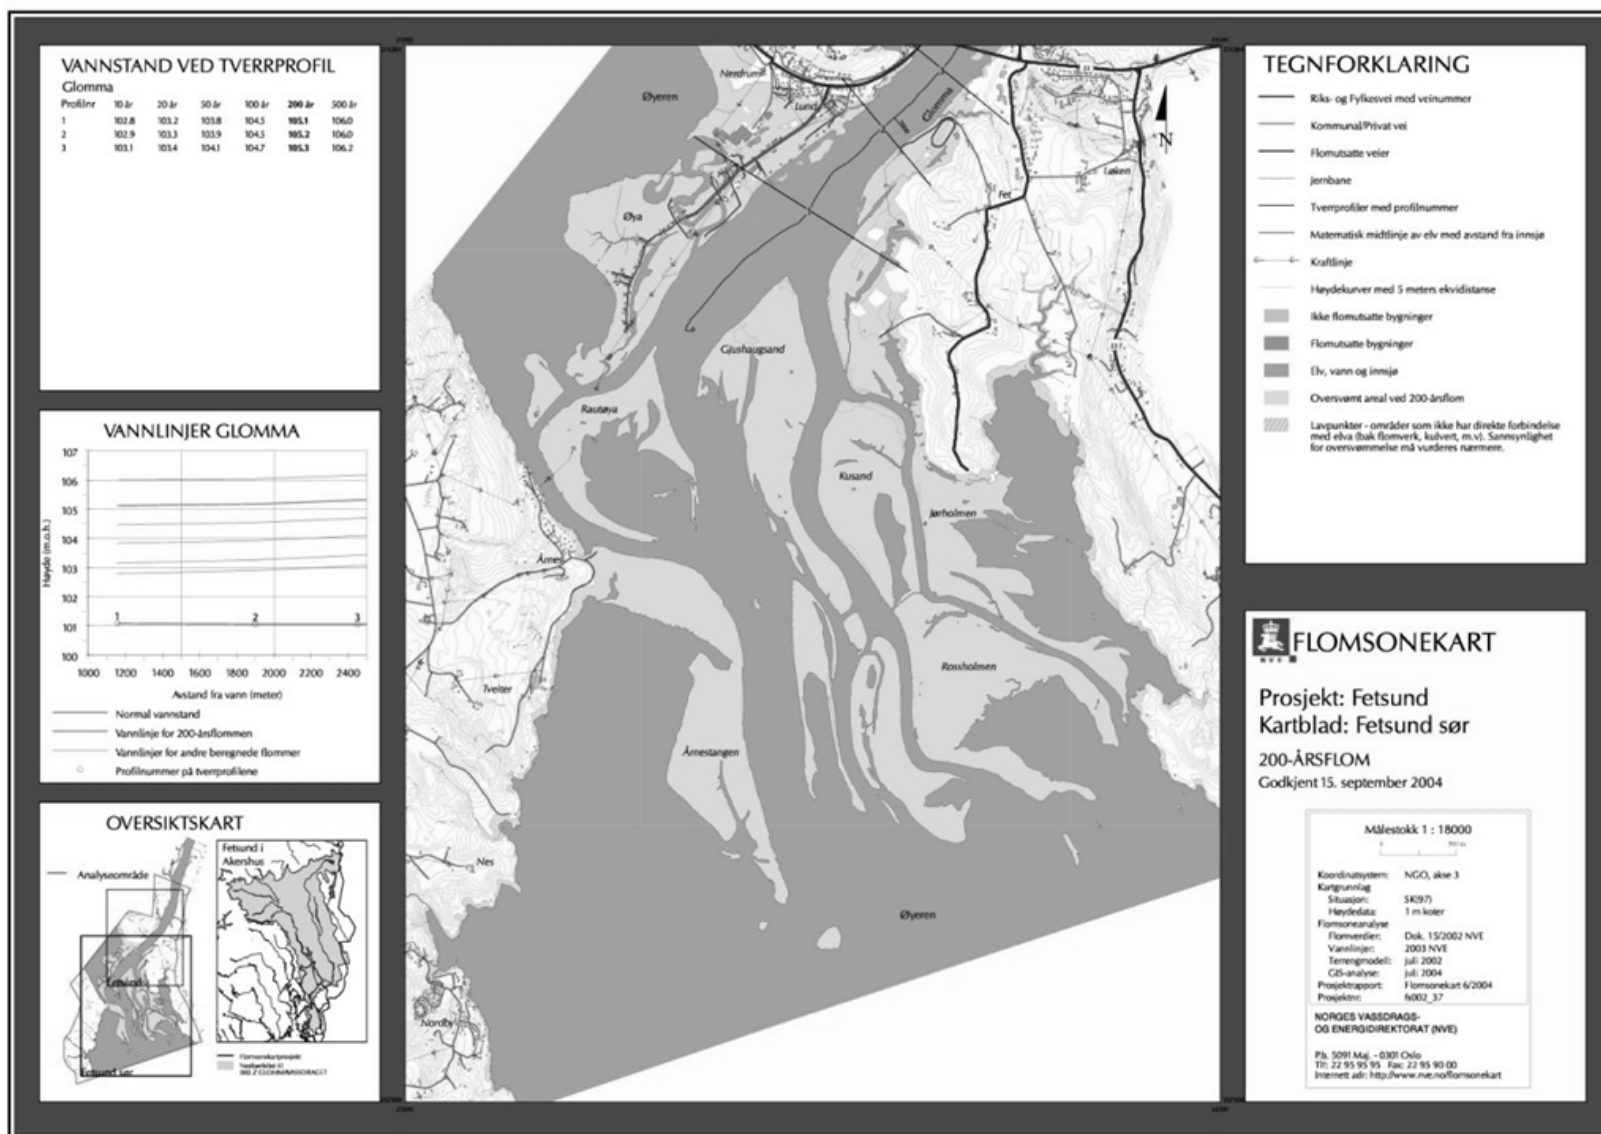 VANNSTAND VED TVERRPROFIL
Glomma
Profilnr 10 år 20 år 50 år 100 år 200 år 500 år
1 102.8 103.2 103.8 104.5 105.1 106.0
2 102.9 103.3 103.9 104.5 105.2 106.0
3 103.1 103.4 104.1 104.7 105.3 106.2
VANNLINJER GLOMMA
Høyde (m.o.h.)
107
106
105
104
103
102
101
100
1 2 3
1000 1200 1400 1600 1800 2000 2200 2400
Avstand fra vann (meter)
Normal vannstand
Vannlinje for 200-årsflommen
Vannlinjer for andre beregnede flommer
Profilnummer på tverrprofilene
OVERSIKTSKART
Analyseområde
Fetsund
Fetsund sør
Fetsund i
Akershus
Flomsonekartprosjekt
002.Z GLOMMAVASSDRAGET
Nerdrum
Øyeren
Lund
Glomma
Løken
Fet
Øya
N
Gjushaugsand
Rautøya
Kusand
Jørholmen
Årnes
Rossholmen
Tveiter
Årnestangen
Nes
Øyeren
Nordby
TEGNFORKLARING
Riks- og Fylkesvei med veinummer
Kommunal/Privat vei
Flomutsatte veier
Jernbane
Tverrprofiler med profilnummer
Matematisk midtlinje av elv med avstand fra innsjø
Kraftlinje
Høydekurver med 5 meters ekvidistanse
Ikke flomutsatte bygninger
Flomutsatte bygninger
Elv, vann og innsjø
Oversvømt areal ved 200-årsflom
Lavpunkter - områder som ikke har direkte forbindelse
med elva (bak flomverk, kulvert, m.v). Sannsynlighet
for oversvømmelse må vurderes nærmere.
NVE
FLOMSONEKART
Prosjekt: Fetsund
Kartblad: Fetsund sør
200-ÅRSFLOM
Godkjent 15. september 2004
Målestokk 1 : 18000
Koordinatsystem: NGO, akse 3
Kartgrunnlag
Situasjon: SK(97)
Høydedata: 1 m koter
Flomsoneanalyse
Flomverdier: Dok. 15/2002 NVE
Vannlinjer: 2003 NVE
Terrengmodell: juli 2002
GIS-analyse: juli 2004
Prosjektrapport: Flomsonekart 6/2004
Prosjektnr: fs002_37
NORGES VASSDRAGS-
OG ENERGIDIREKTORAT (NVE)
P.b. 5091 Maj. - 0301 Oslo
Tlf: 22 95 95 95 Fax: 22 95 90 00
Internett adr: http://www.nve.no/flomsonekart